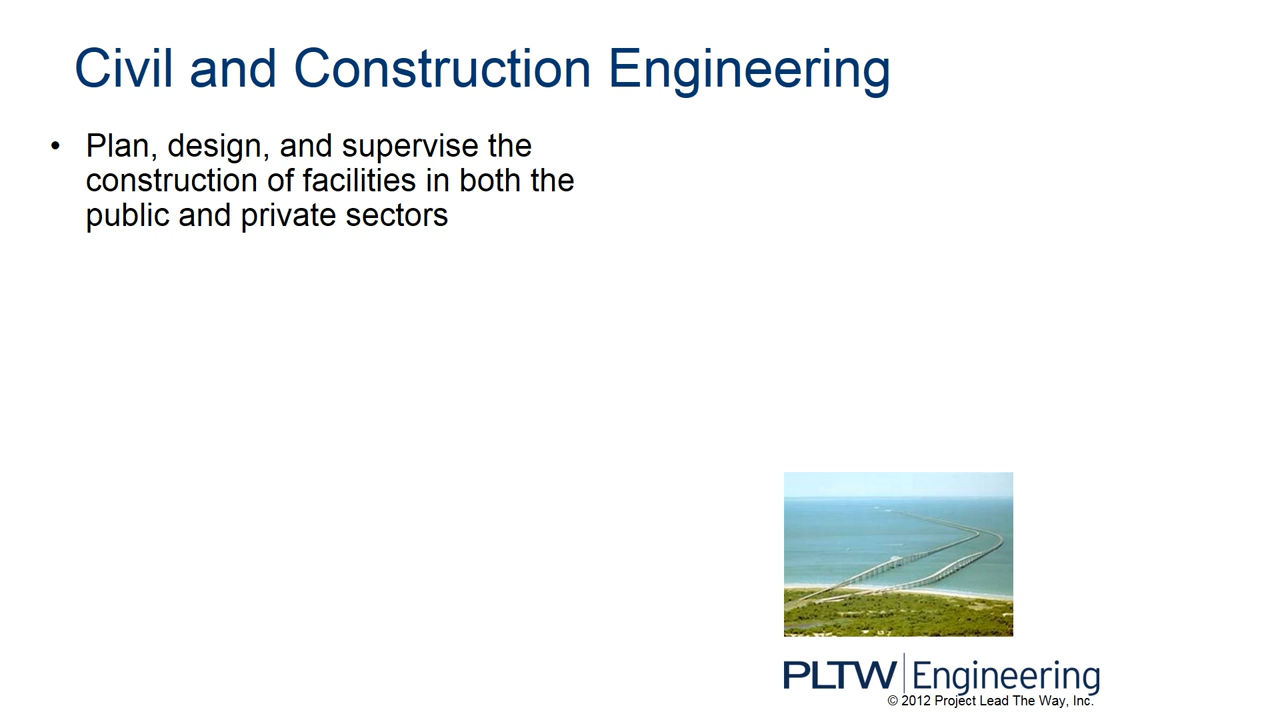 Civil and Construction Engineering
• Plan, design, and supervise the
construction of facilities in both the
public and private sectors
PLTW Engineering
© 2012 Project Lead The Way, Inc.